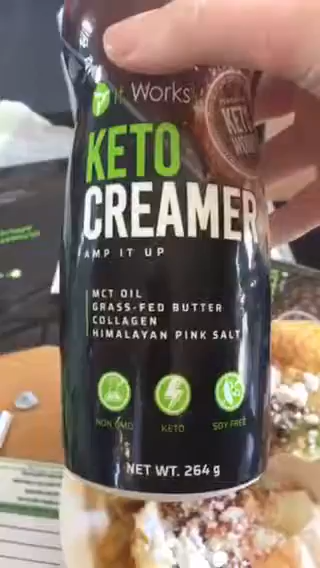 It Works
KETO
KETO
CREAMER
AMP IT UP
MCT OIL
GRASS-FED BUTTER
COLLAGEN
HIMALAYAN PINK SALT
NON GMO
KETO
SOY FREE
NET WT. 264 g